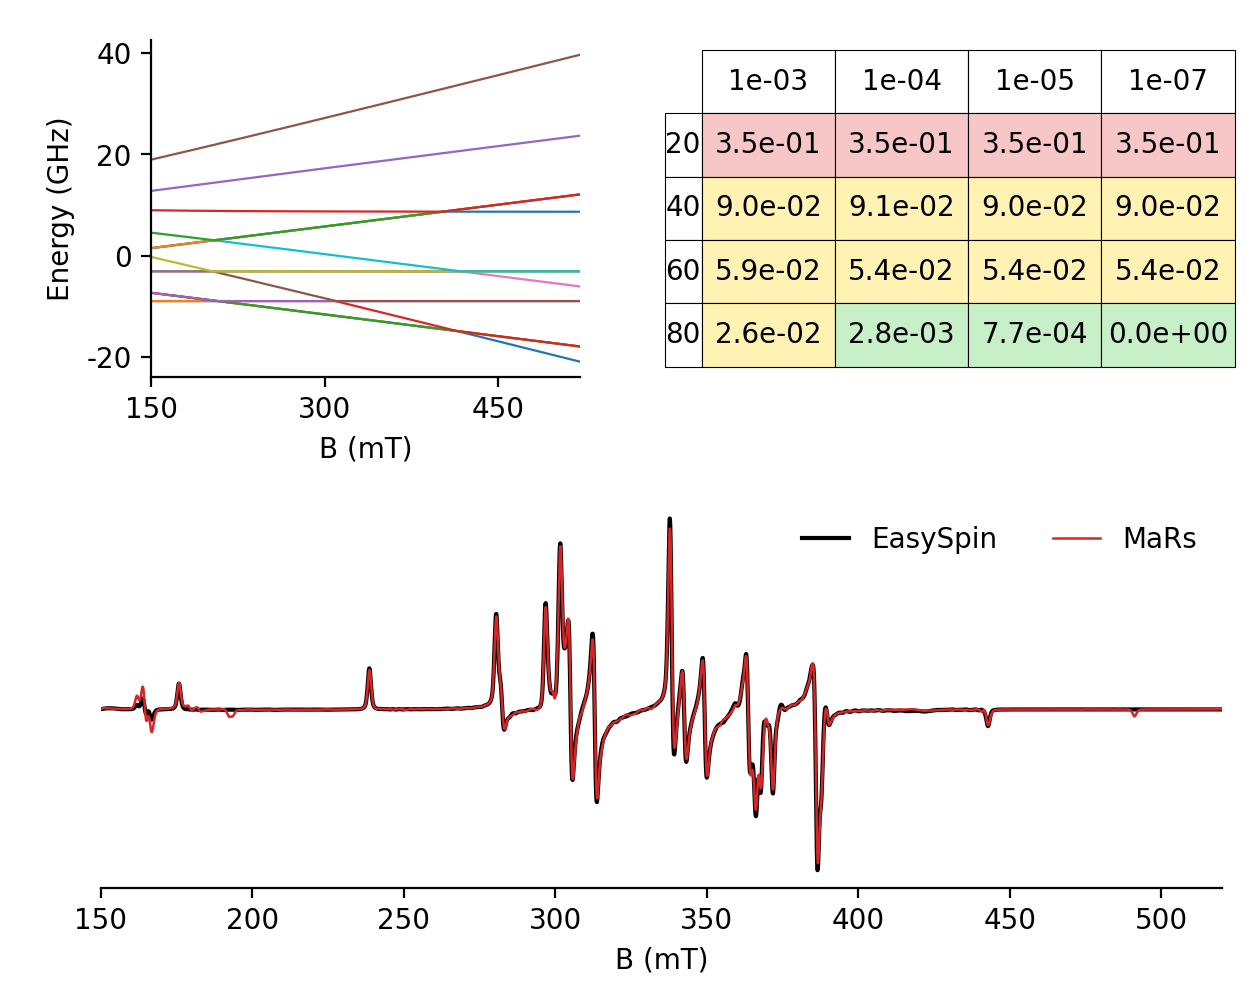 40
20
0
-20
Energy (GHz)
150 300 450
B (mT)
1e-03 1e-04 1e-05 1e-07
20 3.5e-01 3.5e-01 3.5e-01 3.5e-01
40 9.0e-02 9.1e-02 9.0e-02 9.0e-02
60 5.9e-02 5.4e-02 5.4e-02 5.4e-02
80 2.6e-02 2.8e-03 7.7e-04 0.0e+00
EasySpin MaRs
150 200 250 300 350 400 450 500
B (mT)